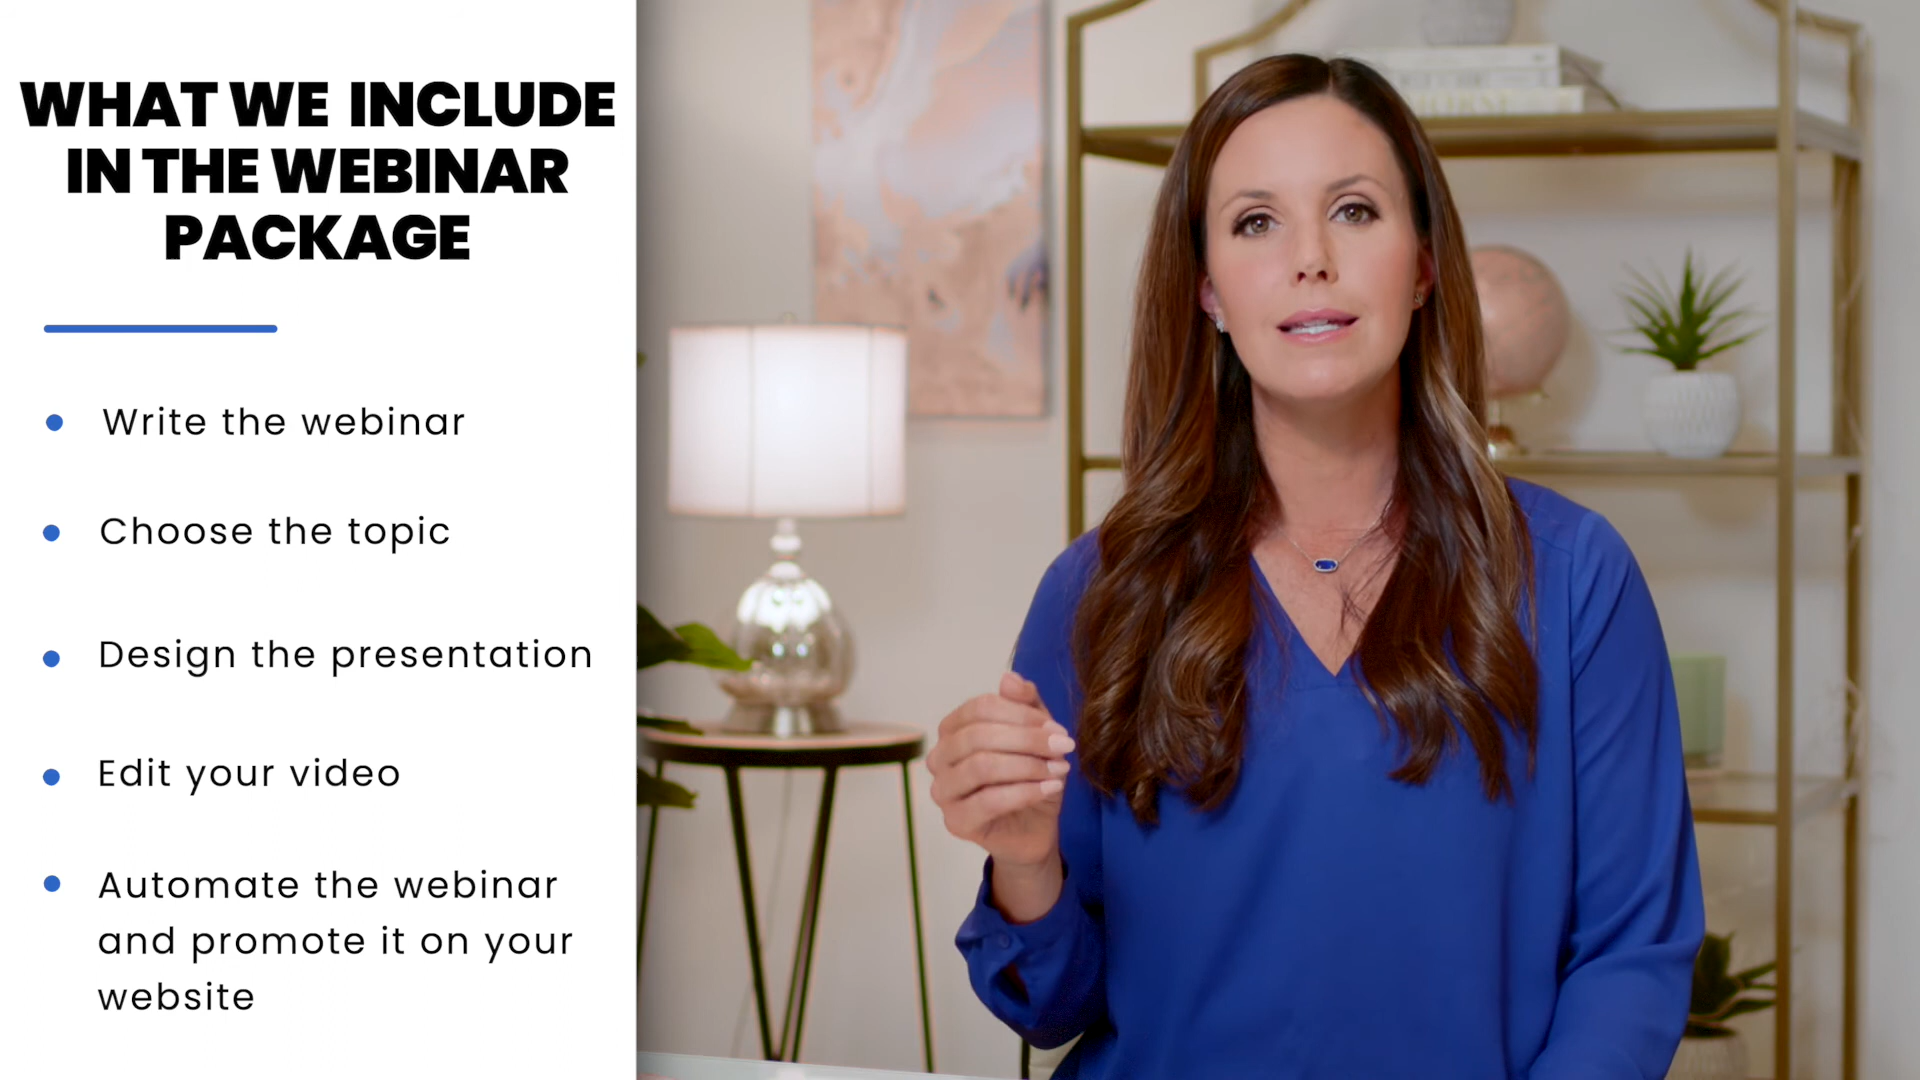 WHAT WE INCLUDE
IN THE WEBINAR
PACKAGE
Write the webinar
Choose the topic
Design the presentation
Edit your video
Automate the webinar
and promote it on your
website